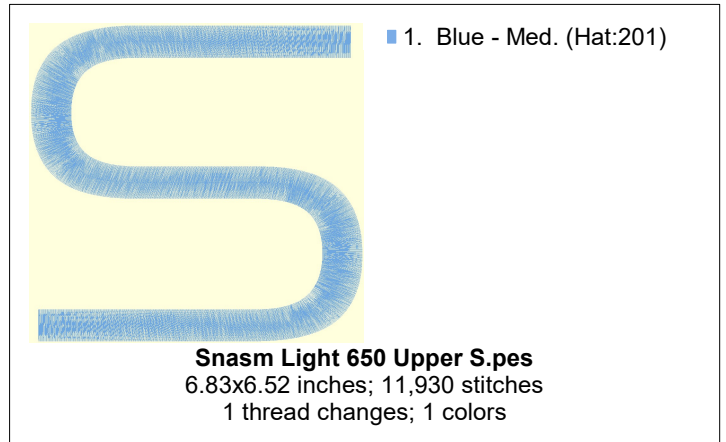 1. Blue - Med. (Hat:201)
Snasm Light 650 Upper S.pes
6.83x6.52 inches; 11,930 stitches
1 thread changes; 1 colors